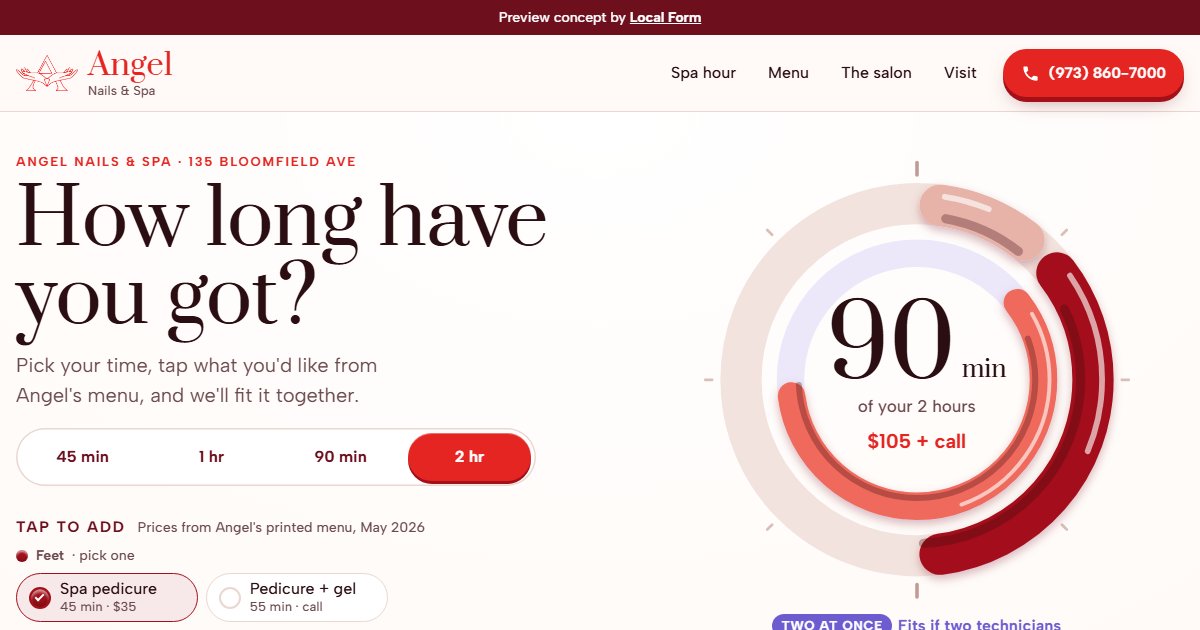 Preview concept by Local Form
Angel
Nails & Spa
Spa hour
Menu
The salon
Visit
(973) 860-7000
ANGEL NAILS & SPA · 135 BLOOMFIELD AVE
How long have
you got?
Pick your time, tap what you'd like from
Angel's menu, and we'll fit it together.
45 min
1 hr
90 min
2 hr
TAP TO ADD
Prices from Angel's printed menu, May 2026
Feet · pick one
Spa pedicure
45 min · $35
Pedicure + gel
55 min · call
90 min
of your 2 hours
$105 + call
TWO AT ONCE
Fits if two technicians